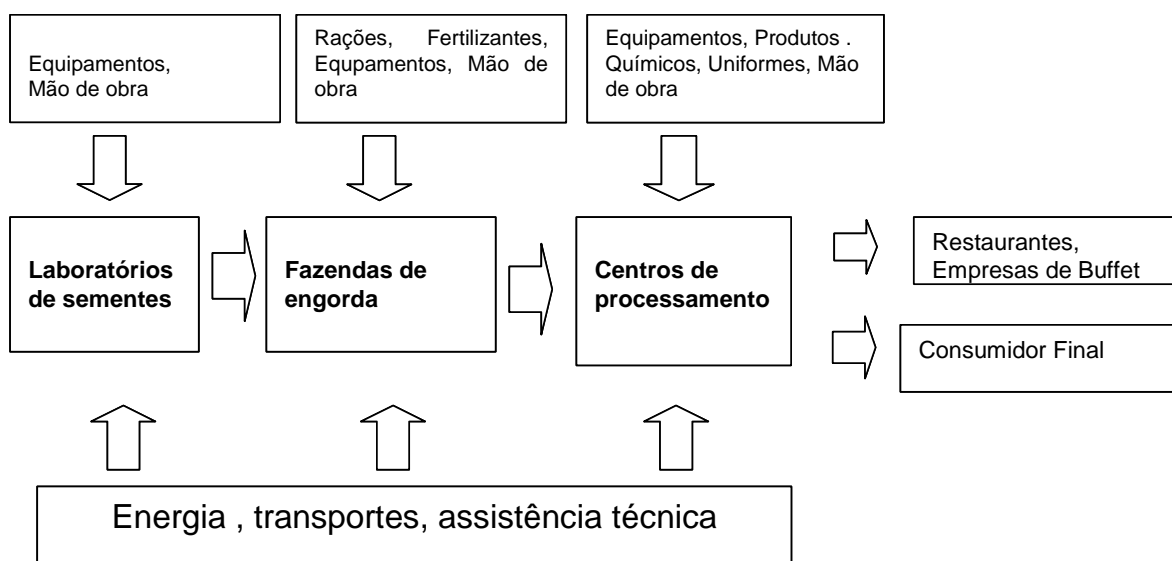 Equipamentos,
Mão de obra
Rações, Fertilizantes,
Equpamentos, Mão de
obra
Equipamentos, Produtos .
Químicos, Uniformes, Mão
de obra
Laboratórios
de sementes
Fazendas de
engorda
Centros de
processamento
Restaurantes,
Empresas de Buffet
Consumidor Final
Energia , transportes, assistência técnica